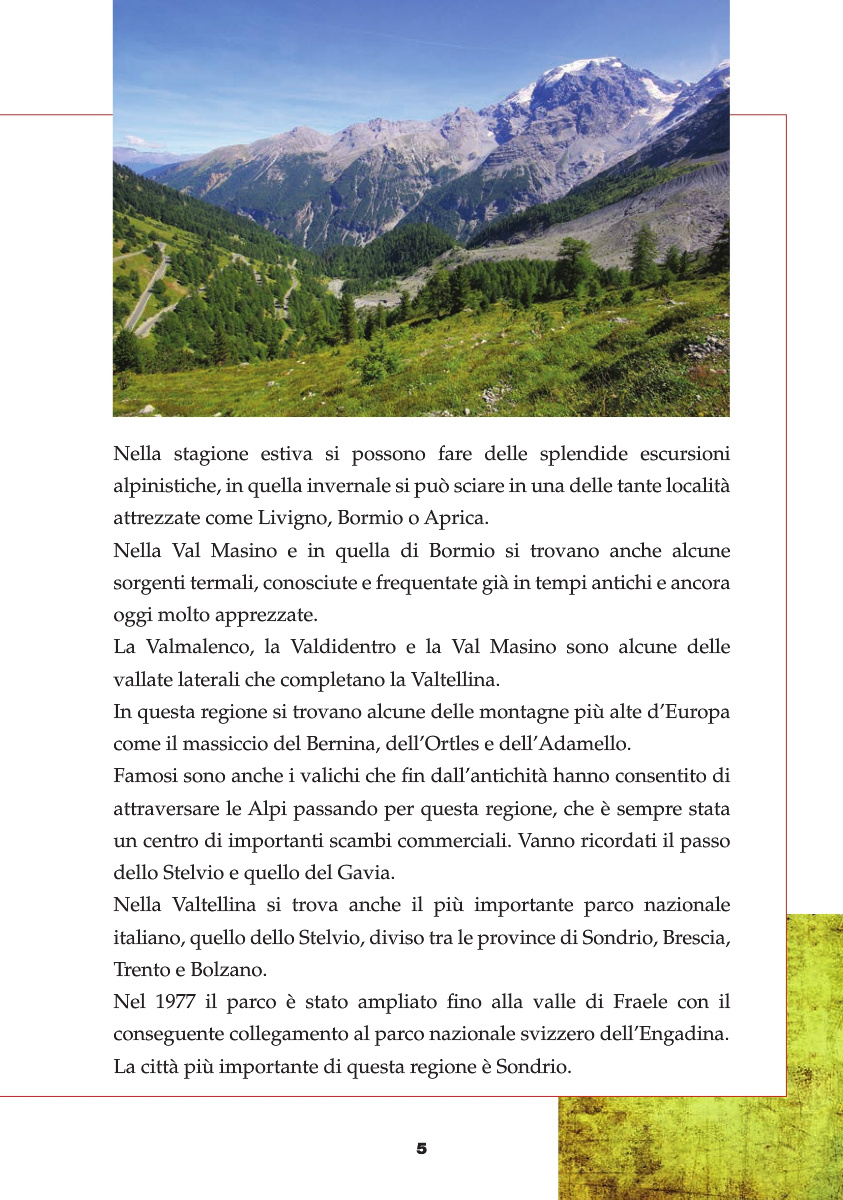 Nella stagione estiva si possono fare delle splendide escursioni
alpinistiche, in quella invernale si può sciare in una delle tante località
attrezzate come Livigno, Bormio o Aprica.
Nella Val Masino e in quella di Bormio si trovano anche alcune
sorgenti termali, conosciute e frequentate già in tempi antichi e ancora
oggi molto apprezzate.
La Valmalenco, la Valdidentro e la Val Masino sono alcune delle
vallate laterali che completano la Valtellina.
In questa regione si trovano alcune delle montagne più alte d’Europa
come il massiccio del Bernina, dell’Ortles e dell’Adamello.
Famosi sono anche i valichi che fin dall’antichità hanno consentito di
attraversare le Alpi passando per questa regione, che è sempre stata
un centro di importanti scambi commerciali. Vanno ricordati il passo
dello Stelvio e quello del Gavia.
Nella Valtellina si trova anche il più importante parco nazionale
italiano, quello dello Stelvio, diviso tra le province di Sondrio, Brescia,
Trento e Bolzano.
Nel 1977 il parco è stato ampliato fino alla valle di Fraele con il
conseguente collegamento al parco nazionale svizzero dell’Engadina.
La città più importante di questa regione è Sondrio.
5